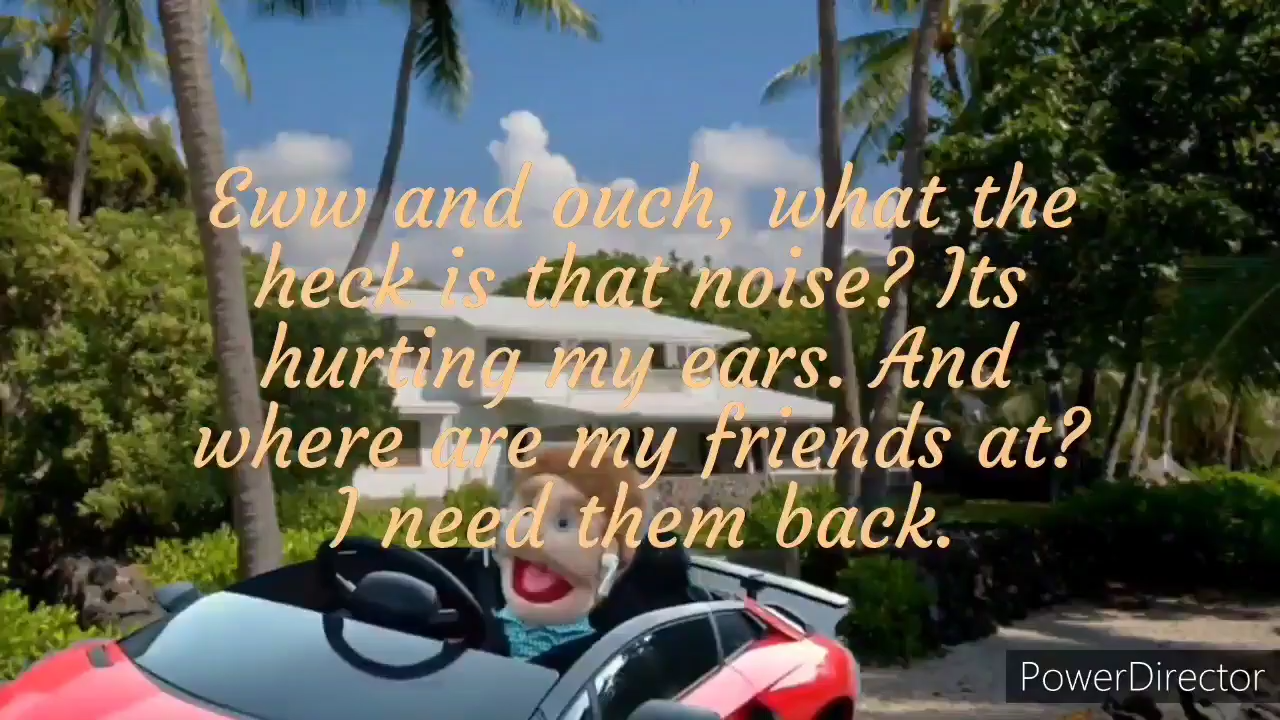 Eww and ouch, what the
heck is that noise? Its
hurting my ears. And
where are my friends at?
I need them back.
PowerDirector